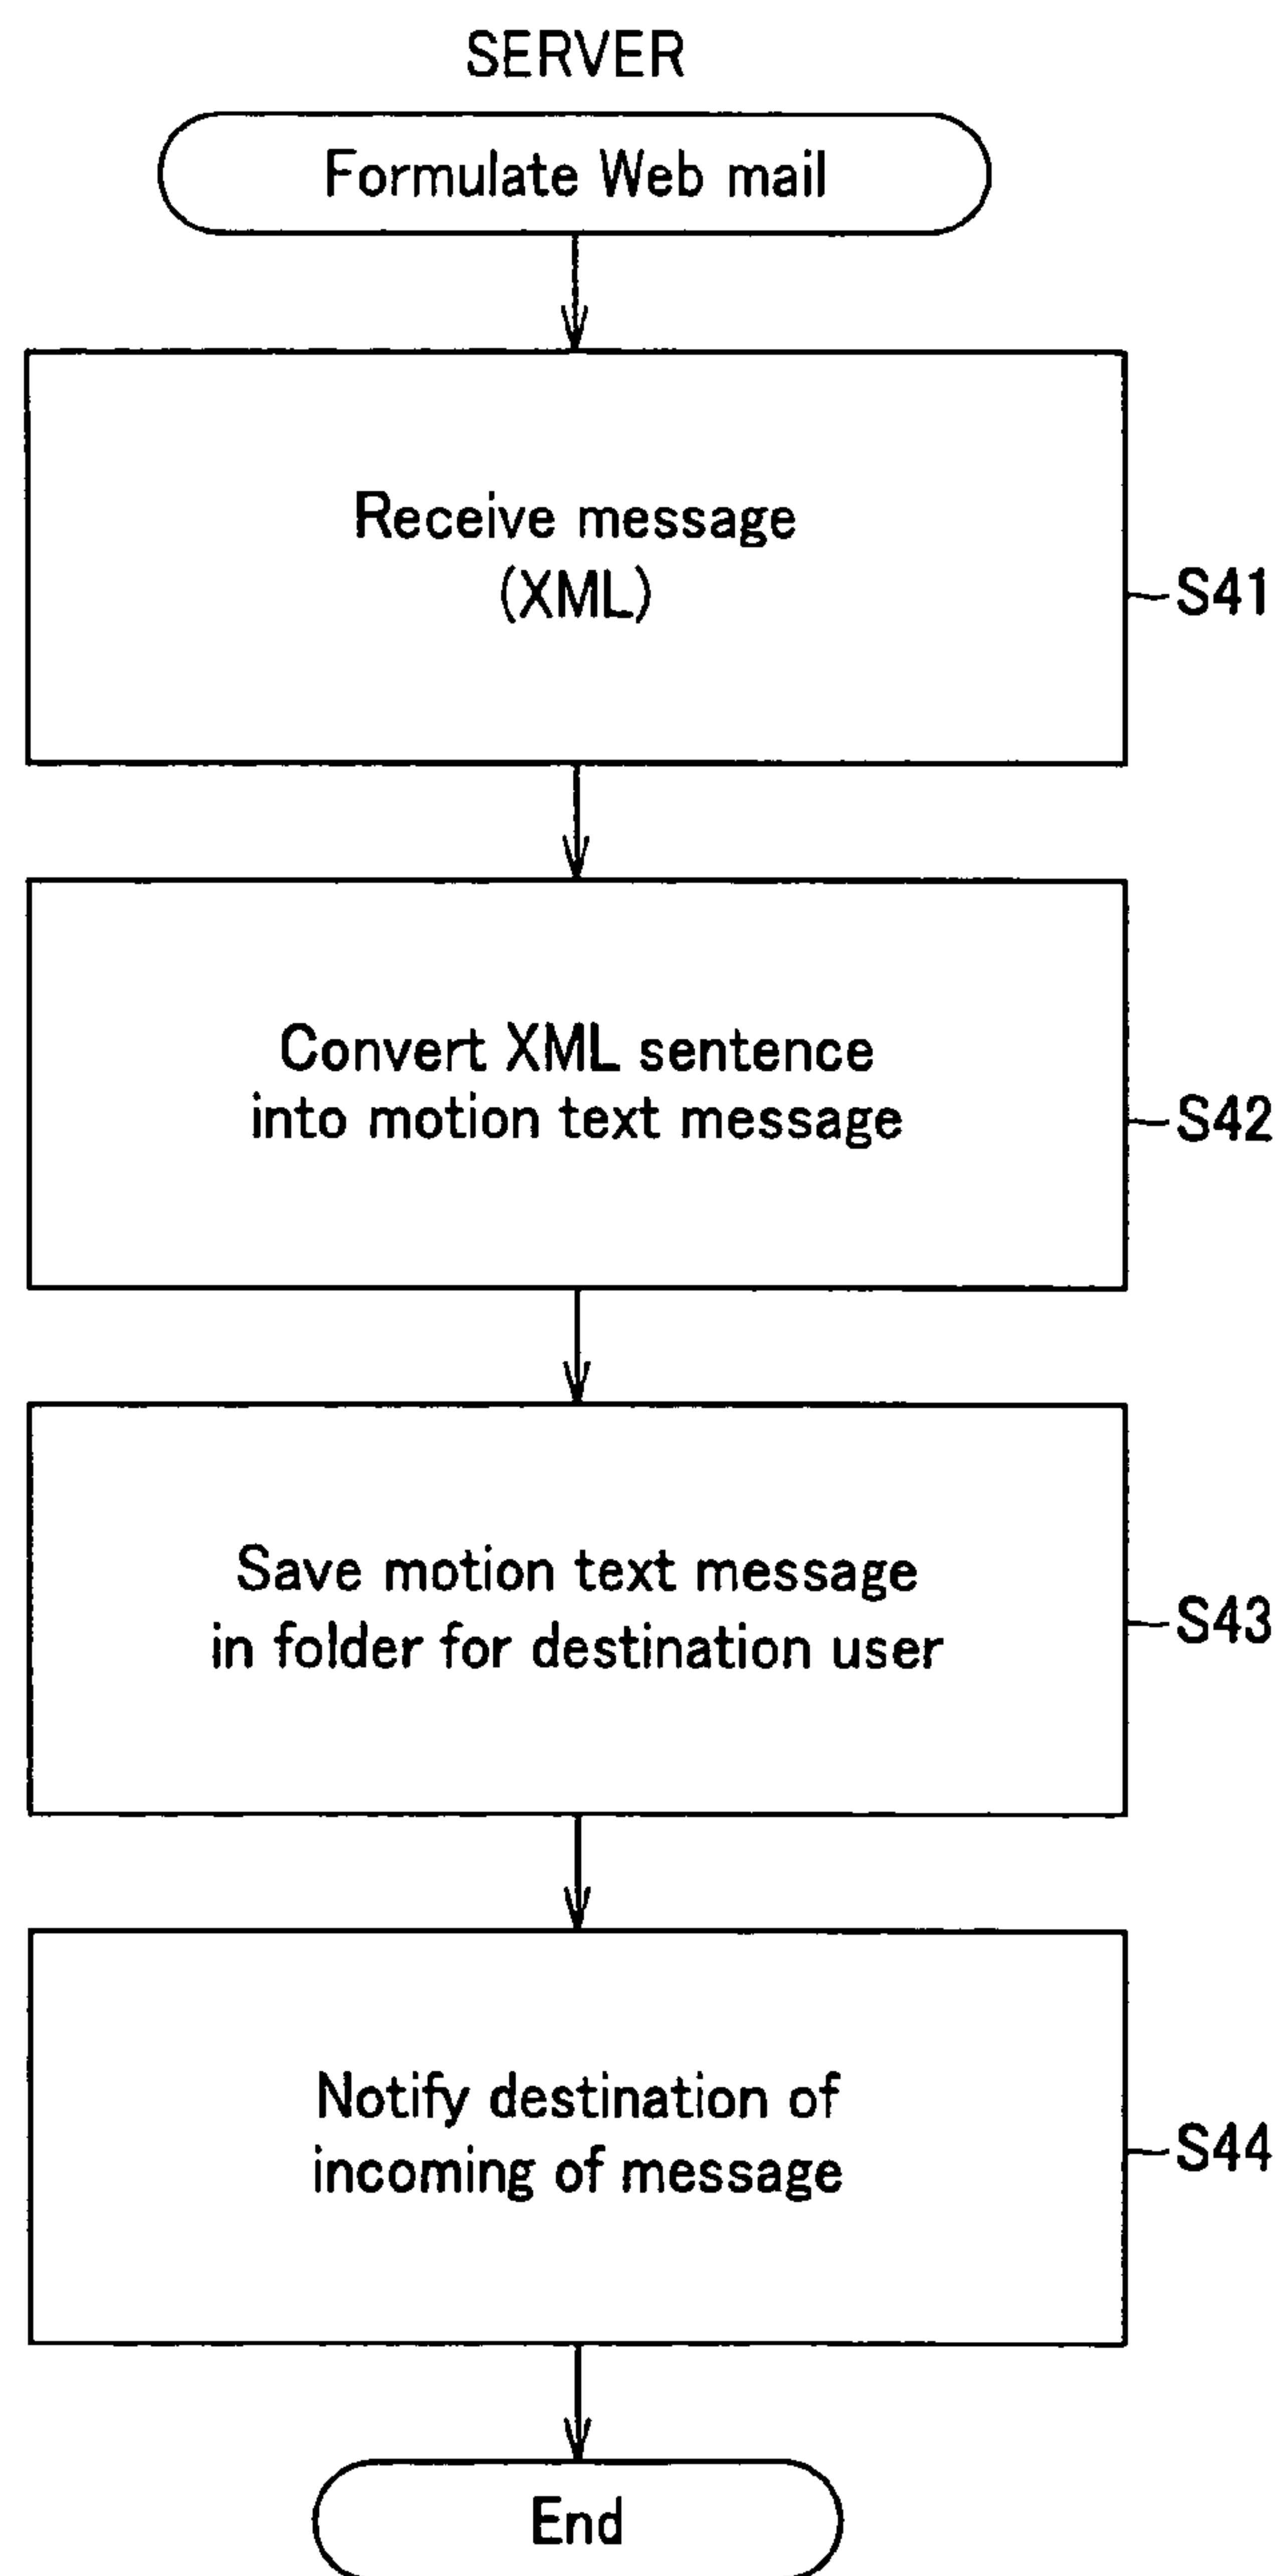 SERVER
Formulate Web mail
Receive message
(XML)
S41
Convert XML sentence
into motion text message
S42
Save motion text message
in folder for destination user
S43
Notify destination of
incoming of message
S44
End